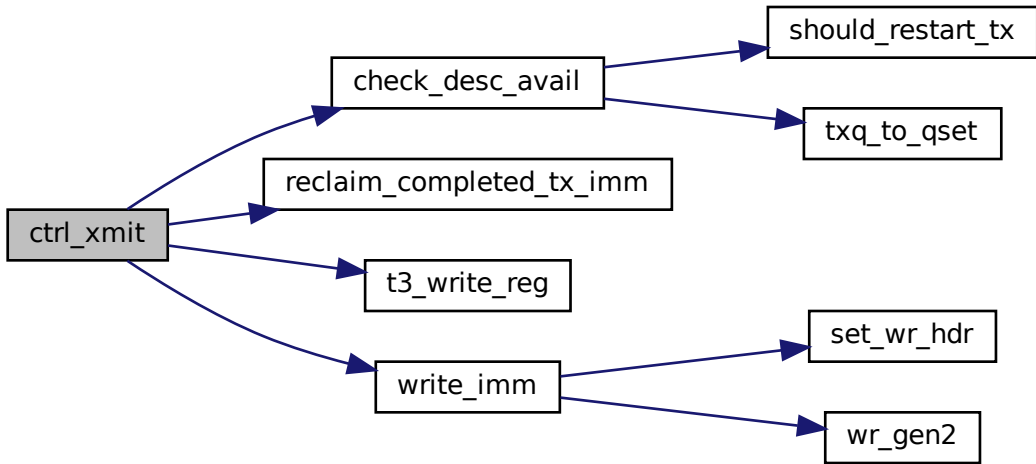 should_restart_tx
check_desc_avail
txq_to_qset
reclaim_completed_tx_imm
ctrl_xmit
t3_write_reg
set_wr_hdr
write_imm
wr_gen2